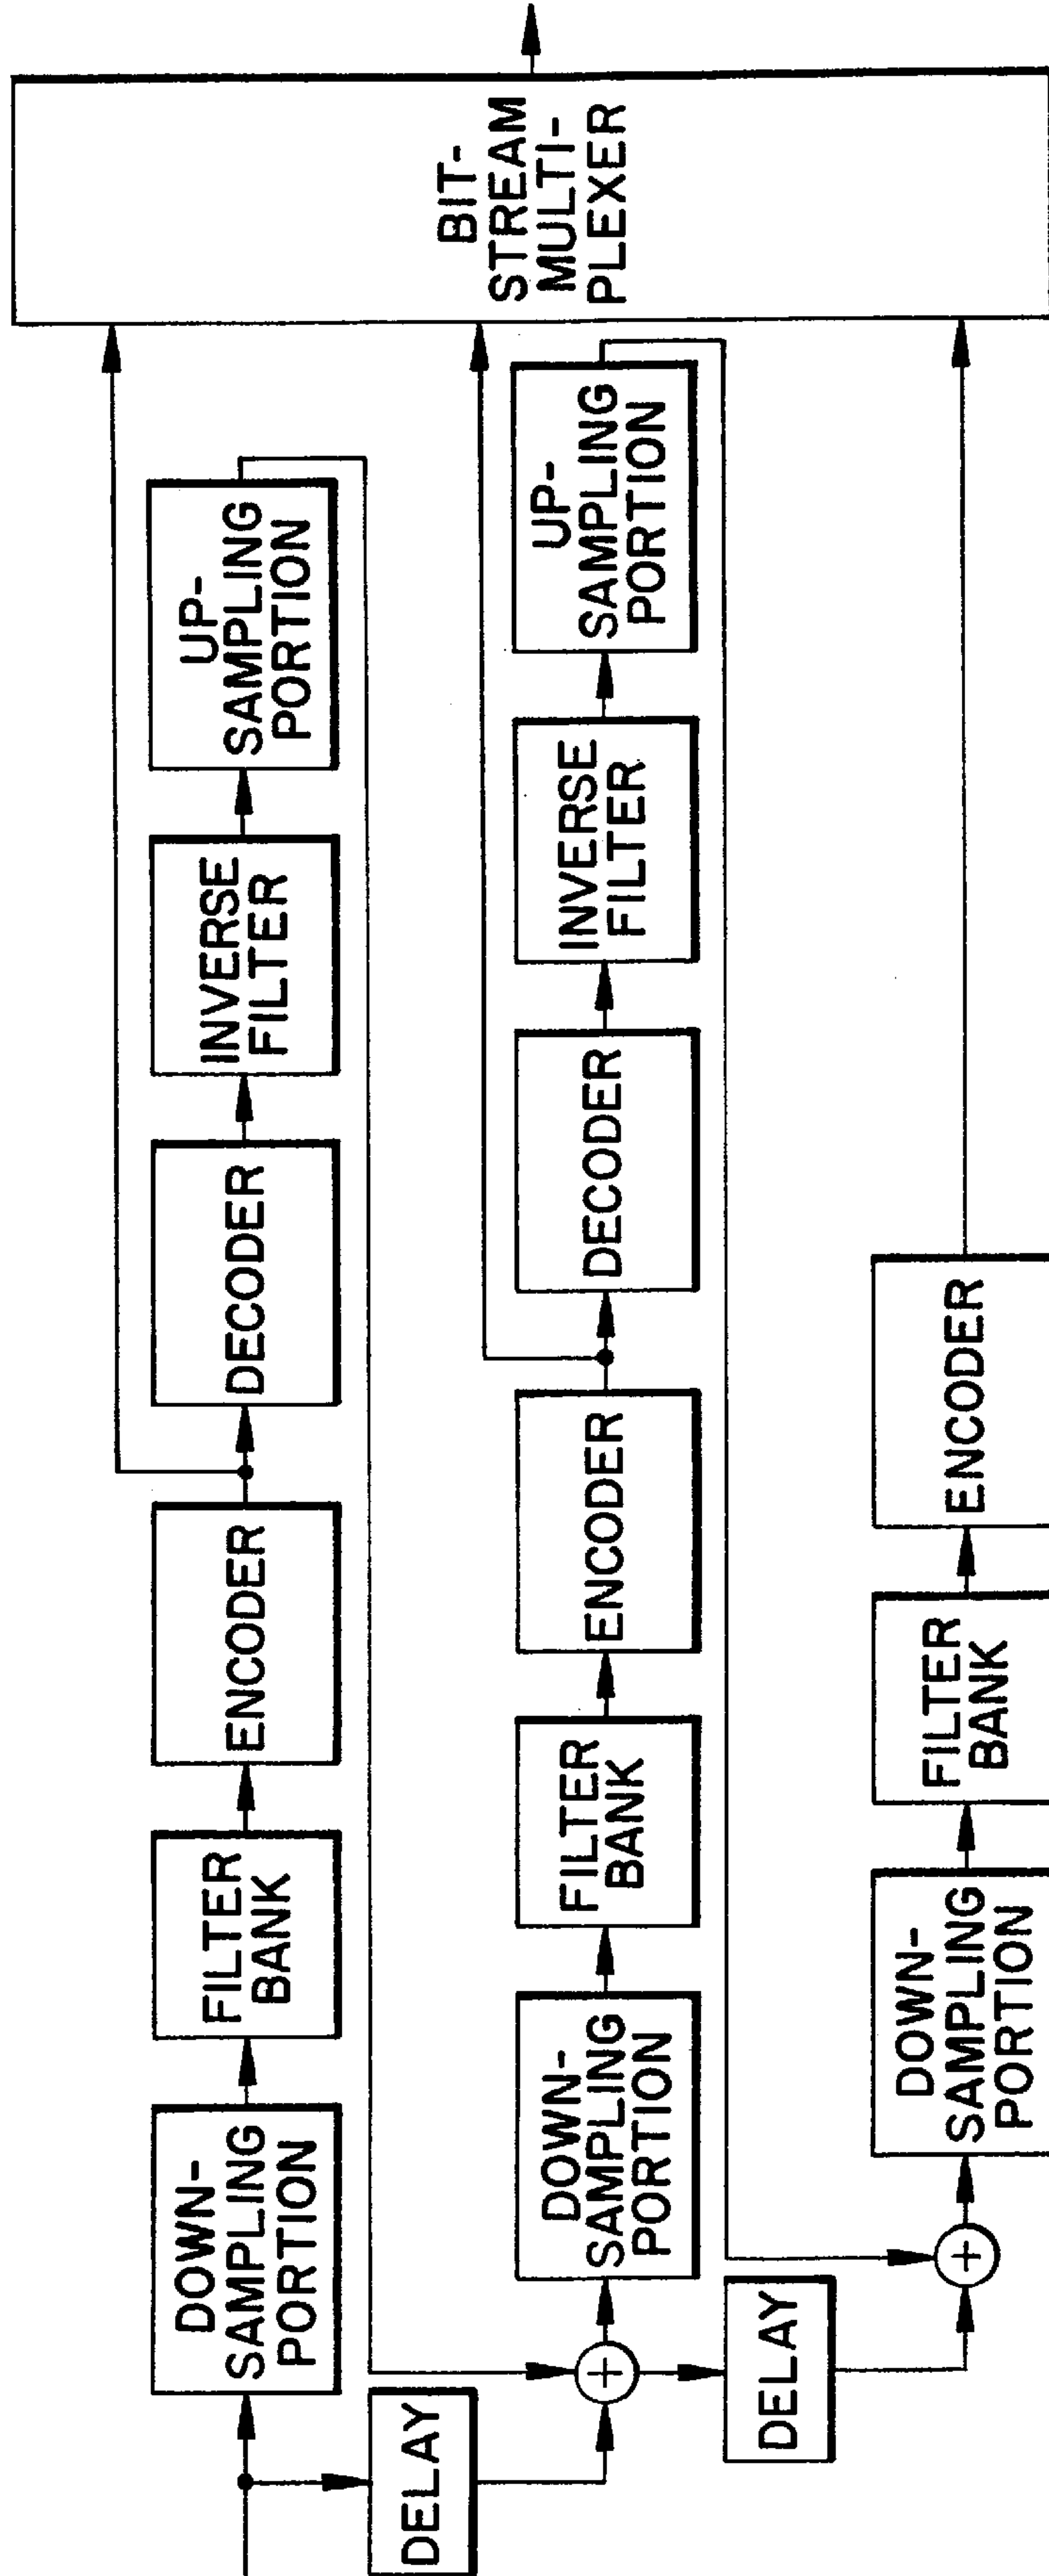 DOWN-
SAMPLING
PORTION
FILTER
BANK
ENCODER
DECODER
INVERSE
FILTER
UP-
SAMPLING
PORTION
DELAY
DOWN-
SAMPLING
PORTION
FILTER
BANK
ENCODER
DECODER
INVERSE
FILTER
UP-
SAMPLING
PORTION
DELAY
DOWN-
SAMPLING
PORTION
FILTER
BANK
ENCODER
BIT-
STREAM
MULTI-
PLEXER